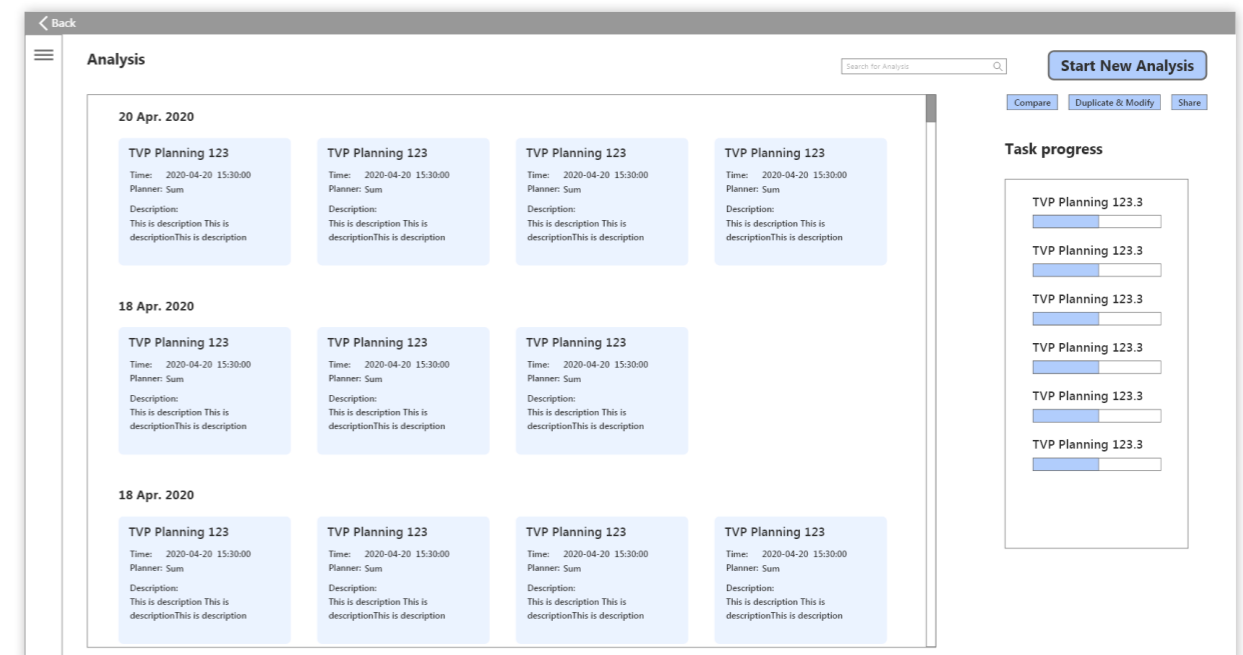 Back
Analysis
Search for Analysis
Start New Analysis
Compare
Duplicate & Modify
Share
20 Apr. 2020
TVP Planning 123
Time: 2020-04-20 15:30:00
Planner: Sum
Description:
This is description This is
descriptionThis is description
TVP Planning 123
Time: 2020-04-20 15:30:00
Planner: Sum
Description:
This is description This is
descriptionThis is description
TVP Planning 123
Time: 2020-04-20 15:30:00
Planner: Sum
Description:
This is description This is
descriptionThis is description
TVP Planning 123
Time: 2020-04-20 15:30:00
Planner: Sum
Description:
This is description This is
descriptionThis is description
18 Apr. 2020
TVP Planning 123
Time: 2020-04-20 15:30:00
Planner: Sum
Description:
This is description This is
descriptionThis is description
TVP Planning 123
Time: 2020-04-20 15:30:00
Planner: Sum
Description:
This is description This is
descriptionThis is description
TVP Planning 123
Time: 2020-04-20 15:30:00
Planner: Sum
Description:
This is description This is
descriptionThis is description
18 Apr. 2020
TVP Planning 123
Time: 2020-04-20 15:30:00
Planner: Sum
Description:
This is description This is
descriptionThis is description
TVP Planning 123
Time: 2020-04-20 15:30:00
Planner: Sum
Description:
This is description This is
descriptionThis is description
TVP Planning 123
Time: 2020-04-20 15:30:00
Planner: Sum
Description:
This is description This is
descriptionThis is description
TVP Planning 123
Time: 2020-04-20 15:30:00
Planner: Sum
Description:
This is description This is
descriptionThis is description
Task progress
TVP Planning 123.3
TVP Planning 123.3
TVP Planning 123.3
TVP Planning 123.3
TVP Planning 123.3
TVP Planning 123.3